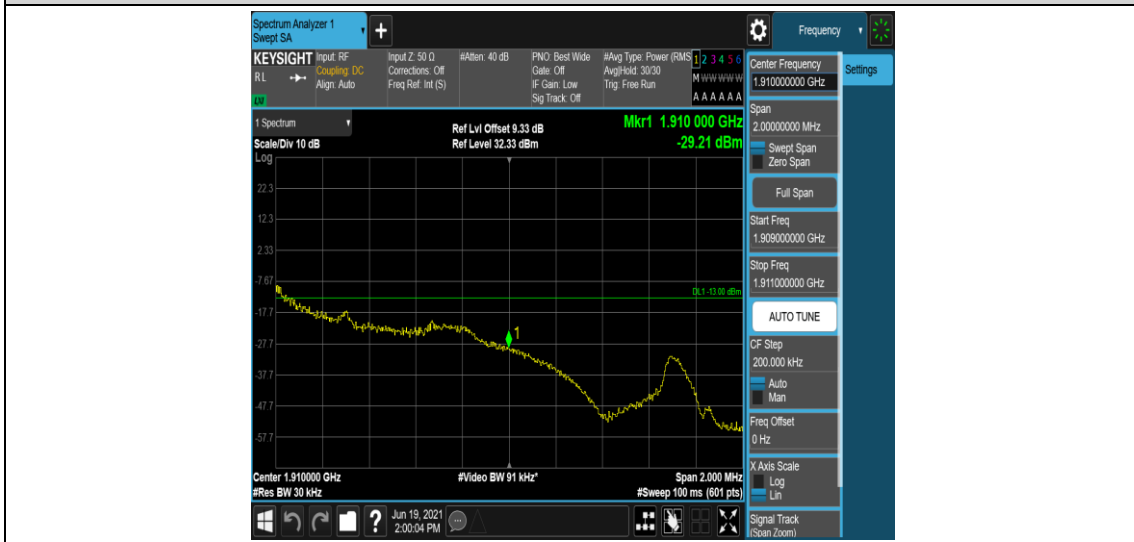 Spectrum Analyzer 1
Swept SA
+
Frequency
KEYSIGHT
RL
LXI
Input: RF
Coupling: DC
Align: Auto
Input Z: 50 Ω
Corrections: Off
Freq Ref: Int (S)
#Atten: 40 dB
PNO: Best Wide
Gate: Off
IF Gain: Low
Sig Track: Off
#Avg Type: Power (RMS
Avg|Hold: 30/30
Trig: Free Run
1 2 3 4 5 6
M W W W W W
A A A A A A
Center Frequency
1.910000000 GHz
Settings
1 Spectrum
Ref Lvl Offset 9.33 dB
Mkr1 1.910 000 GHz
Scale/Div 10 dB
Ref Level 32.33 dBm
-29.21 dBm
Log
22.3
12.3
2.33
-7.67
DL1 -13.00 dBm
-17.7
-27.7
1
-37.7
-47.7
-57.7
Center 1.910000 GHz
#Video BW 91 kHz*
Span 2.000 MHz
#Res BW 30 kHz
#Sweep 100 ms (601 pts)
Span
2.00000000 MHz
Swept Span
Zero Span
Full Span
Start Freq
1.909000000 GHz
Stop Freq
1.911000000 GHz
AUTO TUNE
CF Step
200.000 kHz
Auto
Man
Freq Offset
0 Hz
X Axis Scale
Log
Lin
Signal Track
(Span Zoom)
?
Jun 19, 2021
2:00:04 PM